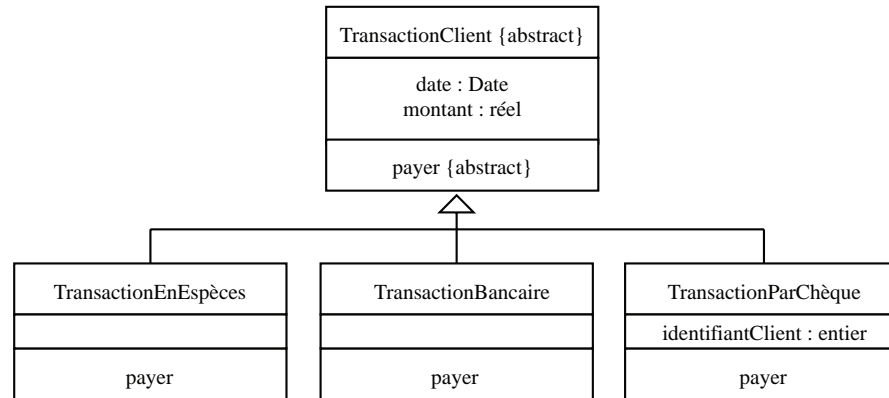 TransactionClient {abstract}
date : Date
montant : réel
payer {abstract}
TransactionEnEspèces
TransactionBancaire
TransactionParChèque
identifiantClient : entier
payer
payer
payer